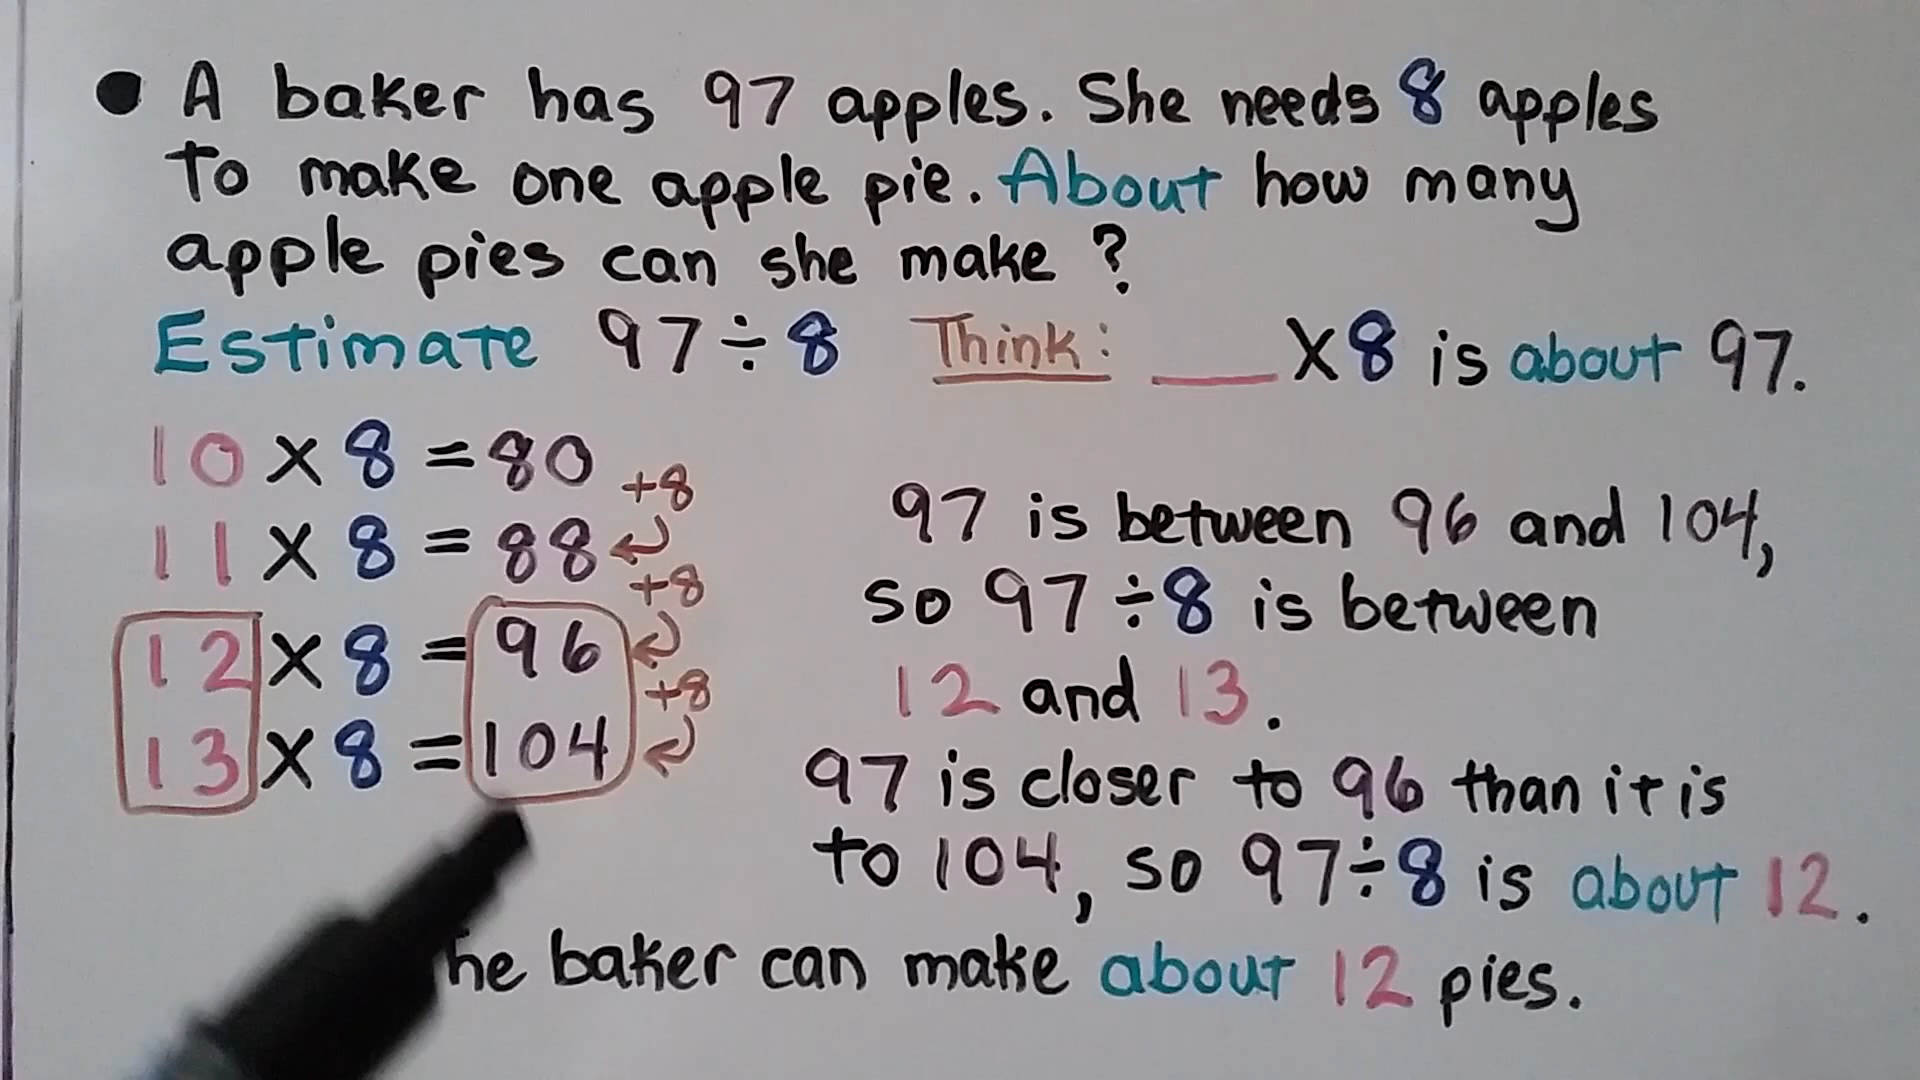 • A baker has 97 apples. She needs 8 apples
to make one apple pie. About how many
apple pies can she make?
Estimate 97÷8 Think: ___ X8 is about 97.
10 x 8 = 80
+8
11 x 8 = 88
+8
12 x 8 = 96
+8
13 x 8 = 104
97 is between 96 and 104,
so 97÷8 is between
12 and 13.
97 is closer to 96 than it is
to 104, so 97÷8 is about 12.
he baker can make about 12 pies.